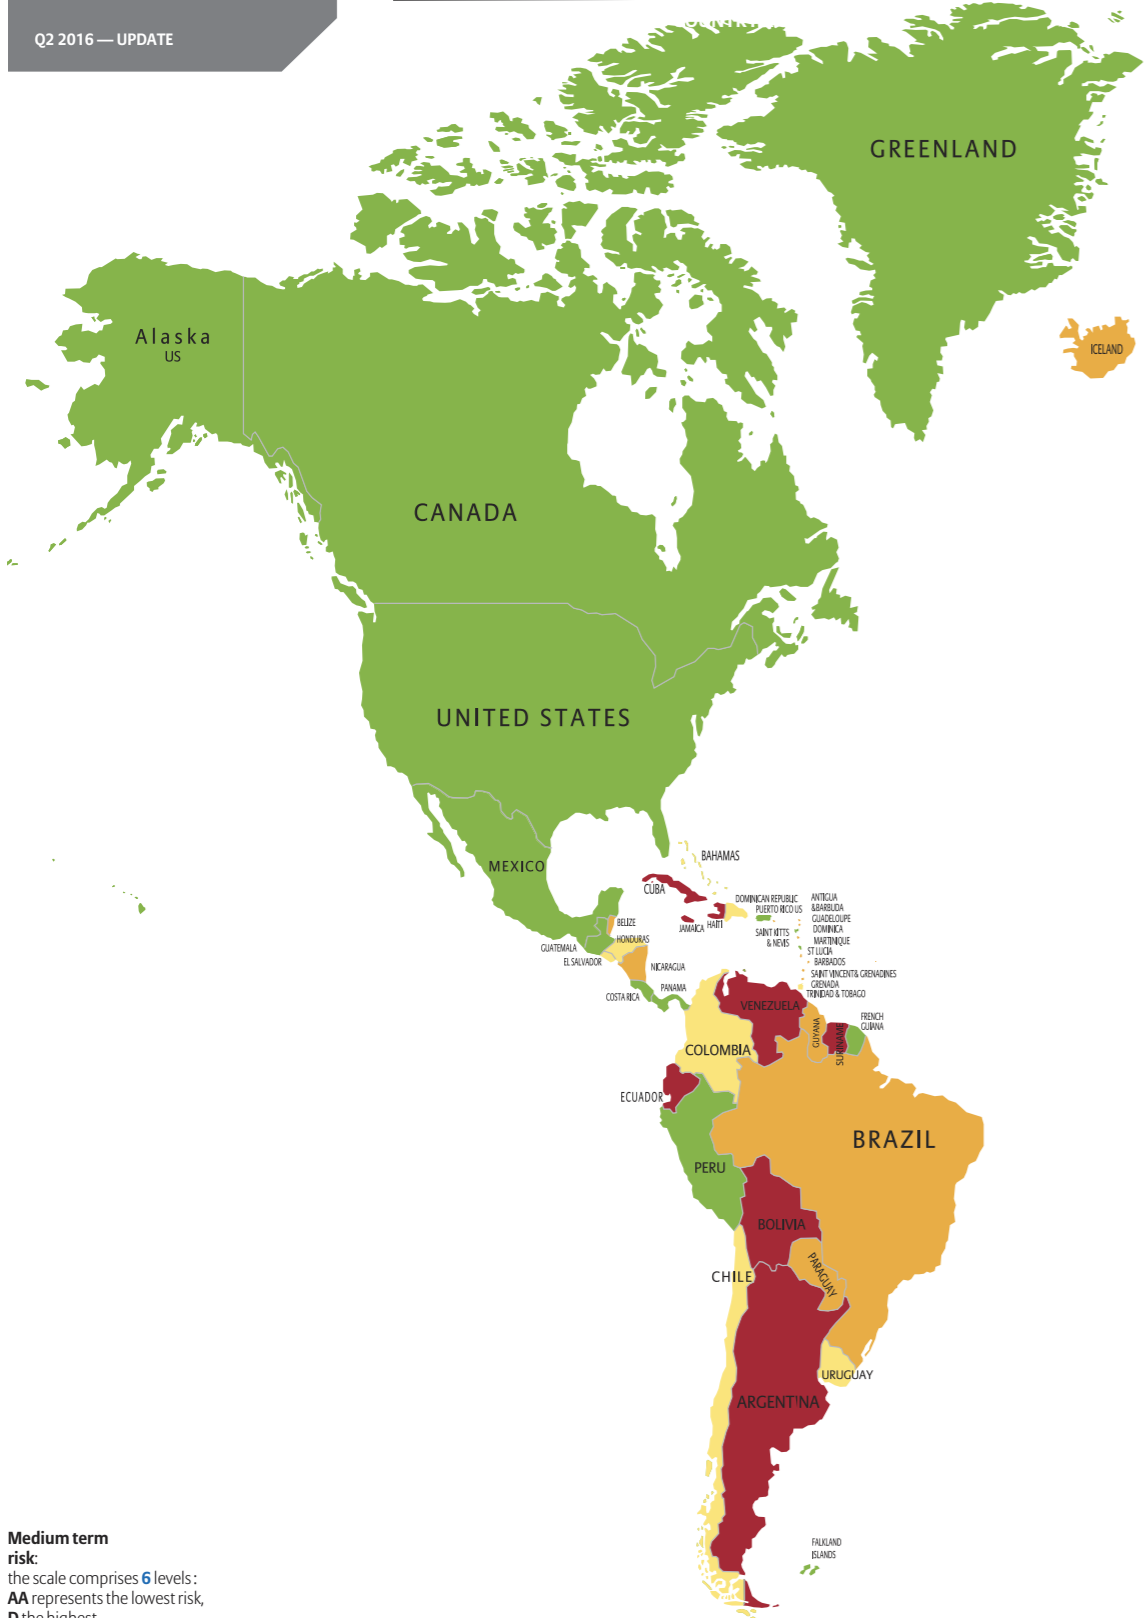 Q2 2016 — UPDATE
GREENLAND
ICELAND
Alaska
US
CANADA
UNITED STATES
MEXICO
BAHAMAS
CUBA
DOMINICAN REPUBLIC
PUERTO RICO US
ANTIGUA
&BARBUDA
GUADELOUPE
DOMINICA
MARTINIQUE
ST LUCIA
BARBADOS
SAINT VINCENT& GRENADINES
GRENADA
TRINIDAD & TOBAGO
JAMAICA
HAITI
SAINT KITTS
& NEVIS
BELIZE
HONDURAS
GUATEMALA
EL SALVADOR
NICARAGUA
COSTA RICA
PANAMA
VENEZUELA
GUYANA
SURINAME
FRENCH
GUIANA
COLOMBIA
ECUADOR
BRAZIL
PERU
BOLIVIA
PARAGUAY
CHILE
URUGUAY
ARGENTINA
FALKLAND
ISLANDS
Medium term
risk:
the scale comprises 6 levels :
AA represents the lowest risk,
D the highest